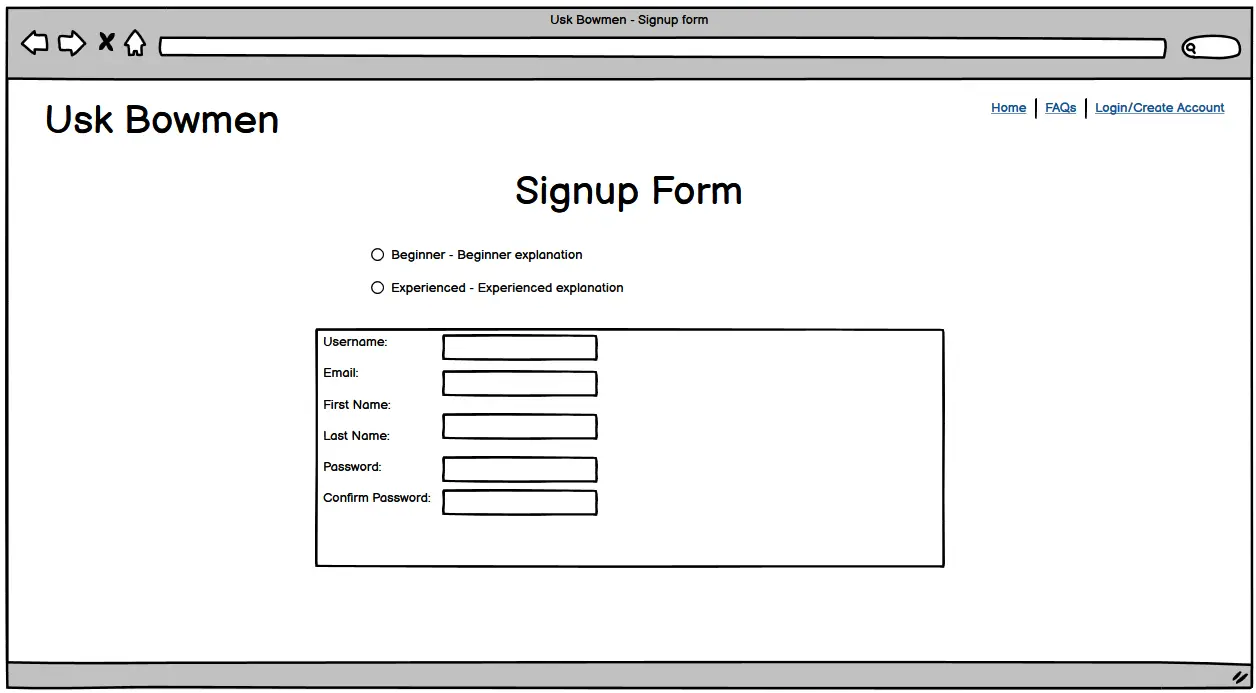 Usk Bowmen - Signup form
Usk Bowmen
Home
FAQs
Login/Create Account
Signup Form
Beginner - Beginner explanation
Experienced - Experienced explanation
Username:
Email:
First Name:
Last Name:
Password:
Confirm Password: